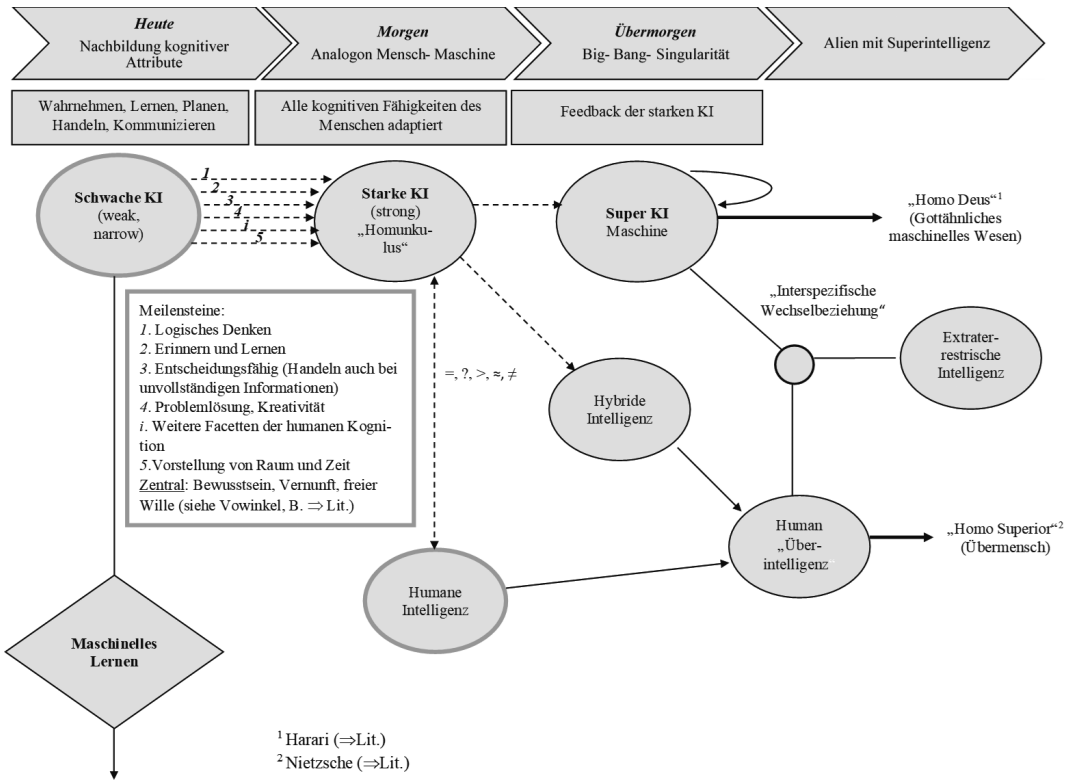 Heute
Nachbildung kognitiver
Attribute
Morgen
Analogon Mensch- Maschine
Übermorgen
Big- Bang- Singularität
Alien mit Superintelligenz
Wahrnehmen, Lernen, Planen,
Handeln, Kommunizieren
Alle kognitiven Fähigkeiten des
Menschen adaptiert
Feedback der starken KI
Schwache KI
(weak,
narrow)
1
2
3
4
i
5
Starke KI
(strong)
„Homunku-
lus“
Super KI
Maschine
„Homo Deus“¹
(Gottähnliches
maschinelles Wesen)
„Interspezifische
Wechselbeziehung“
Extrater-
restrische
Intelligenz
Meilensteine:
1. Logisches Denken
2. Erinnern und Lernen
3. Entscheidungsfähig (Handeln auch bei
unvollständigen Informationen)
4. Problemlösung, Kreativität
i. Weitere Facetten der humanen Kogni-
tion
5.Vorstellung von Raum und Zeit
Zentral: Bewusstsein, Vernunft, freier
Wille (siehe Vowinkel, B. ⇒ Lit.)
=, ?, >, ≈, ≠
Hybride
Intelligenz
Human
„Über-
intelligenz
„Homo Superior“²
(Übermensch)
Humane
Intelligenz
Maschinelles
Lernen
¹ Harari (⇒Lit.)
² Nietzsche (⇒Lit.)